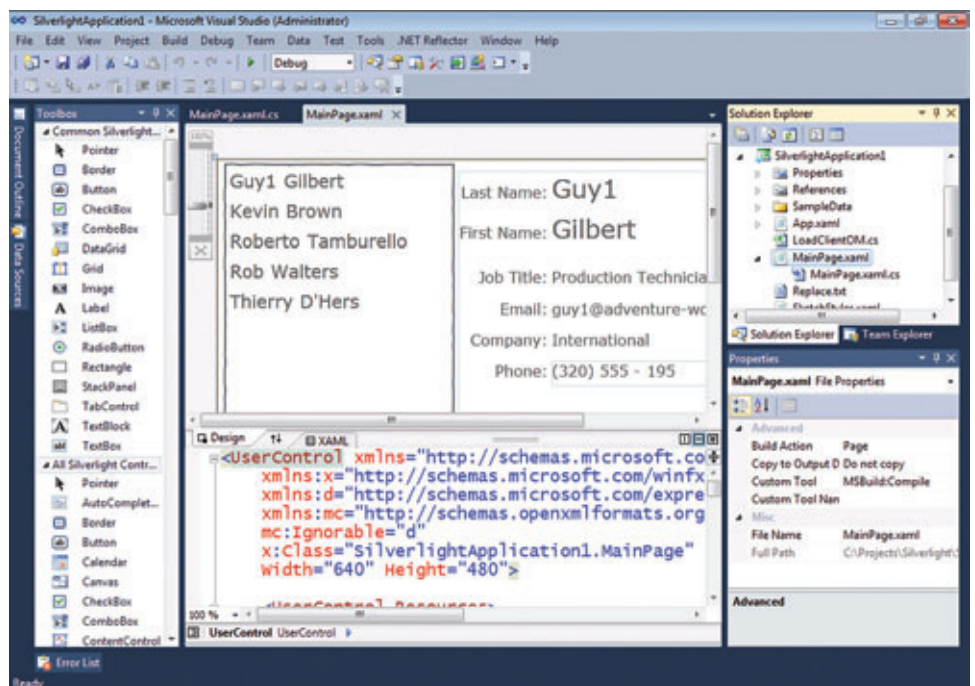 SilverlightApplication1 - Microsoft Visual Studio (Administrator)
File Edit View Project Build Debug Team Data Test Tools .NET Reflector Window Help
Debug
Document Outline
Data Sources
Toolbox
Common Silverlight...
Pointer
Border
Button
CheckBox
ComboBox
DataGrid
Grid
Image
Label
ListBox
RadioButton
Rectangle
StackPanel
TabControl
TextBlock
TextBox
All Silverlight Contr...
Pointer
AutoComplet...
Border
Button
Calendar
Canvas
CheckBox
ComboBox
ContentControl
MainPage.xaml.cs MainPage.xaml
Guy1 Gilbert
Kevin Brown
Roberto Tamburello
Rob Walters
Thierry D'Hers
Last Name: Guy1
First Name: Gilbert
Job Title: Production Technicia
Email: guy1@adventure-wo
Company: International
Phone: (320) 555 - 195
Design XAML
<UserControl xmlns="http://schemas.microsoft.co
xmlns:x="http://schemas.microsoft.com/winfx
xmlns:d="http://schemas.microsoft.com/expre
xmlns:mc="http://schemas.openxmlformats.org
mc:Ignorable="d"
x:Class="SilverlightApplication1.MainPage"
Width="640" Height="480">
<UserControl.Resources>
100 %
UserControl UserControl
Solution Explorer
SilverlightApplication1
Properties
References
SampleData
App.xaml
LoadClientOM.cs
MainPage.xaml
MainPage.xaml.cs
Replace.txt
SketchStyles.xaml
Solution Explorer Team Explorer
Properties
MainPage.xaml File Properties
Advanced
Build Action Page
Copy to Output D Do not copy
Custom Tool MSBuild:Compile
Custom Tool Nan
Misc
File Name MainPage.xaml
Full Path C:\Projects\Silverlight\S
Advanced
Error List
Ready